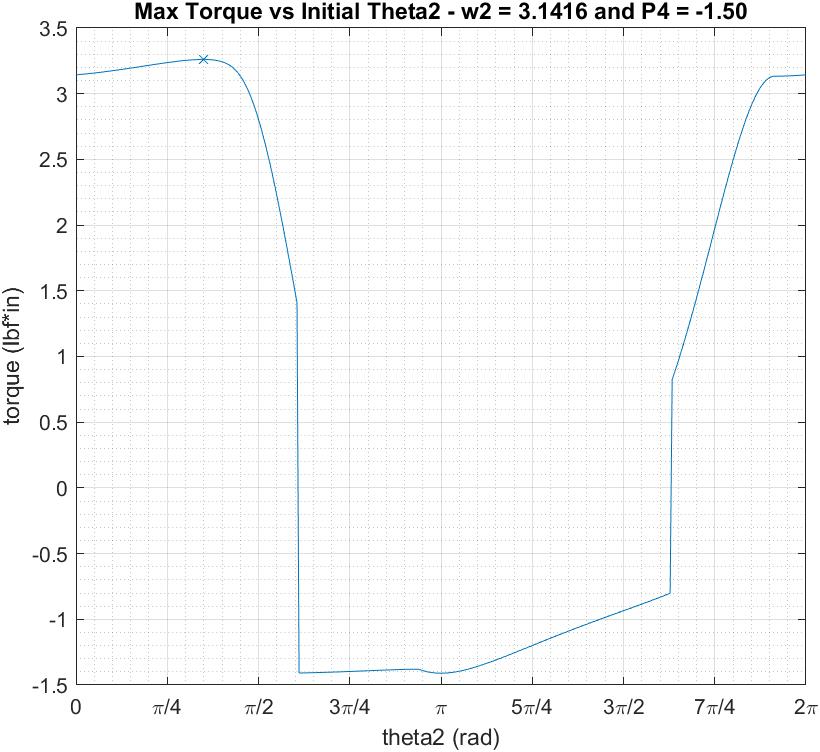 Max Torque vs Initial Theta2 - w2 = 3.1416 and P4 = -1.50
3.5
3
2.5
2
1.5
1
0.5
0
-0.5
-1
-1.5
torque (lbf*in)
0 π/4 π/2 3π/4 π 5π/4 3π/2 7π/4 2π
theta2 (rad)